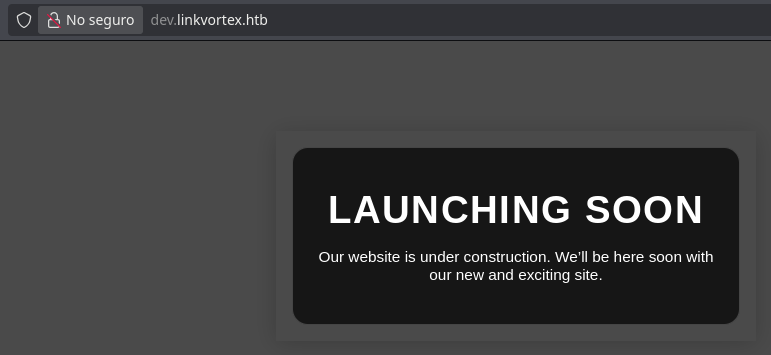 No seguro dev.linkvortex.htb
LAUNCHING SOON
Our website is under construction. We'll be here soon with
our new and exciting site.